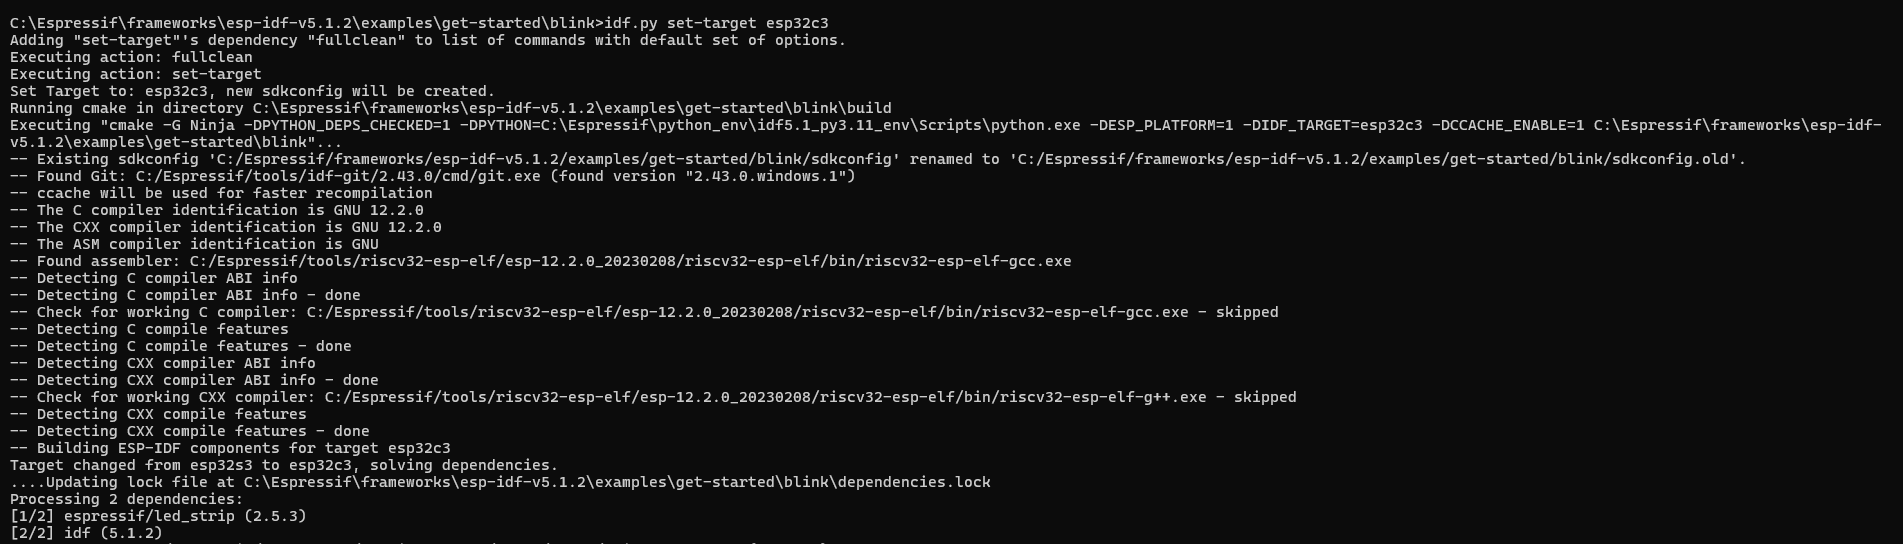 C:\Espressif\frameworks\esp-idf-v5.1.2\examples\get-started\blink>idf.py set-target esp32c3
Adding "set-target"'s dependency "fullclean" to list of commands with default set of options.
Executing action: fullclean
Executing action: set-target
Set Target to: esp32c3, new sdkconfig will be created.
Running cmake in directory C:\Espressif\frameworks\esp-idf-v5.1.2\examples\get-started\blink\build
Executing "cmake -G Ninja -DPYTHON_DEPS_CHECKED=1 -DPYTHON=C:\Espressif\python_env\idf5.1_py3.11_env\Scripts\python.exe -DESP_PLATFORM=1 -DIDF_TARGET=esp32c3 -DCCACHE_ENABLE=1 C:\Espressif\frameworks\esp-idf-
v5.1.2\examples\get-started\blink"...
-- Existing sdkconfig 'C:/Espressif/frameworks/esp-idf-v5.1.2/examples/get-started/blink/sdkconfig' renamed to 'C:/Espressif/frameworks/esp-idf-v5.1.2/examples/get-started/blink/sdkconfig.old'.
-- Found Git: C:/Espressif/tools/idf-git/2.43.0/cmd/git.exe (found version "2.43.0.windows.1")
-- ccache will be used for faster recompilation
-- The C compiler identification is GNU 12.2.0
-- The CXX compiler identification is GNU 12.2.0
-- The ASM compiler identification is GNU
-- Found assembler: C:/Espressif/tools/riscv32-esp-elf/esp-12.2.0_20230208/riscv32-esp-elf/bin/riscv32-esp-elf-gcc.exe
-- Detecting C compiler ABI info
-- Detecting C compiler ABI info - done
-- Check for working C compiler: C:/Espressif/tools/riscv32-esp-elf/esp-12.2.0_20230208/riscv32-esp-elf/bin/riscv32-esp-elf-gcc.exe - skipped
-- Detecting C compile features
-- Detecting C compile features - done
-- Detecting CXX compiler ABI info
-- Detecting CXX compiler ABI info - done
-- Check for working CXX compiler: C:/Espressif/tools/riscv32-esp-elf/esp-12.2.0_20230208/riscv32-esp-elf/bin/riscv32-esp-elf-g++.exe - skipped
-- Detecting CXX compile features
-- Detecting CXX compile features - done
-- Building ESP-IDF components for target esp32c3
Target changed from esp32s3 to esp32c3, solving dependencies.
....Updating lock file at C:\Espressif\frameworks\esp-idf-v5.1.2\examples\get-started\blink\dependencies.lock
Processing 2 dependencies:
[1/2] espressif/led_strip (2.5.3)
[2/2] idf (5.1.2)